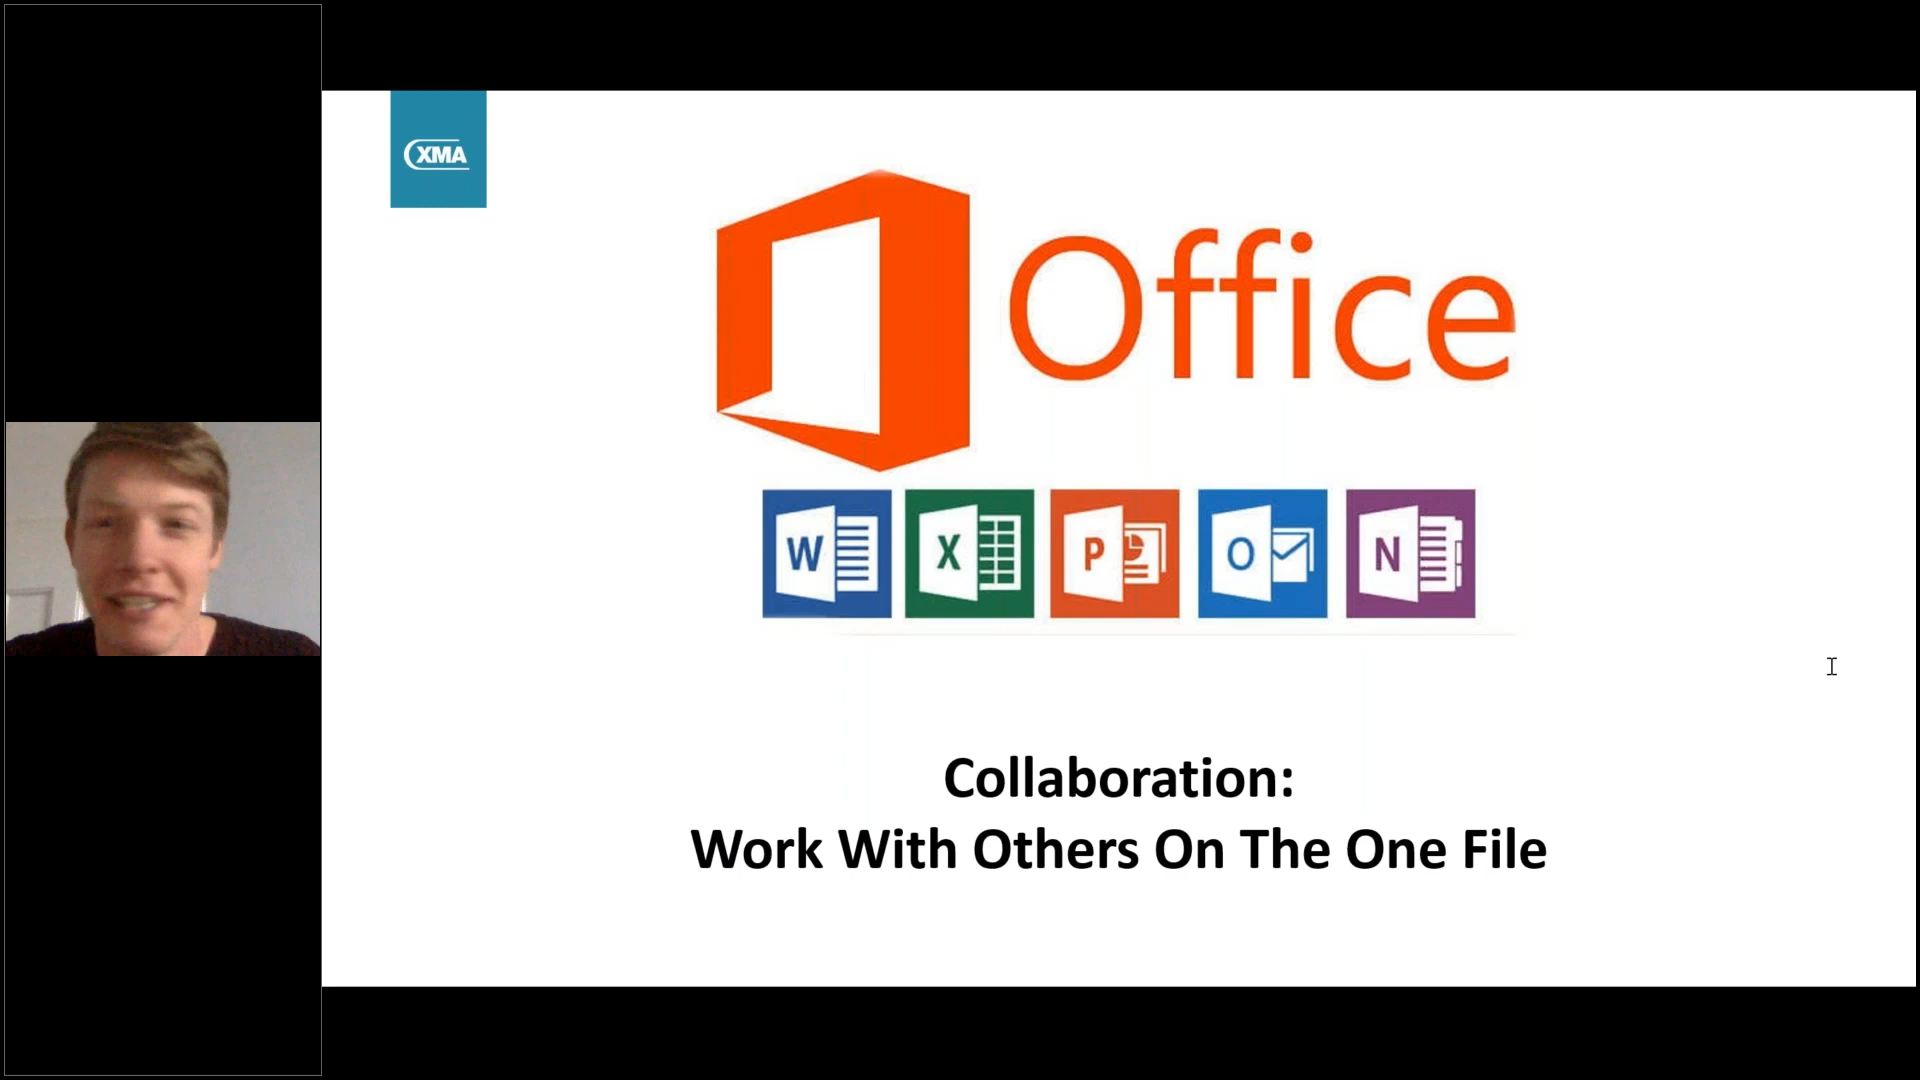 XMA
Office
W X P O N
Collaboration:
Work With Others On The One File